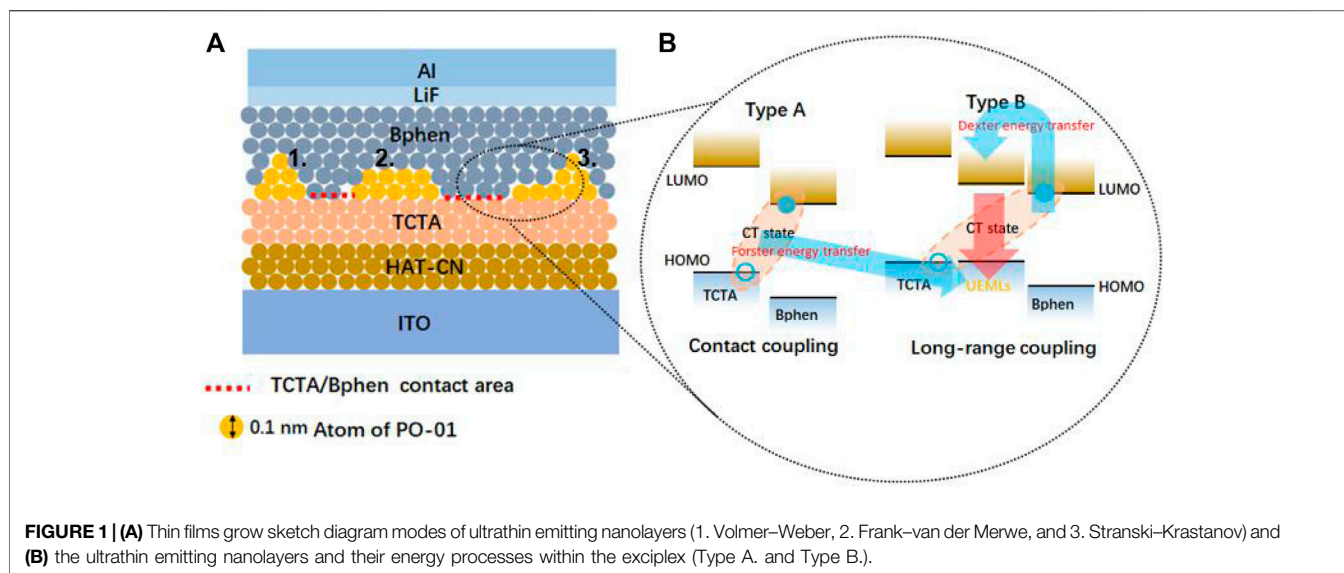 A
B
Al
LiF
Bphen
1.
2.
3.
TCTA
HAT-CN
ITO
TCTA/Bphen contact area
0.1 nm Atom of PO-01
Type A
LUMO
CT state
Forster energy transfer
HOMO
TCTA
Bphen
Contact coupling
Type B
Dexter energy transfer
LUMO
CT state
TCTA
UEMLs
HOMO
Bphen
Long-range coupling
FIGURE 1 | (A) Thin films grow sketch diagram modes of ultrathin emitting nanolayers (1. Volmer–Weber, 2. Frank–van der Merwe, and 3. Stranski–Krastanov) and
(B) the ultrathin emitting nanolayers and their energy processes within the exciplex (Type A. and Type B.).